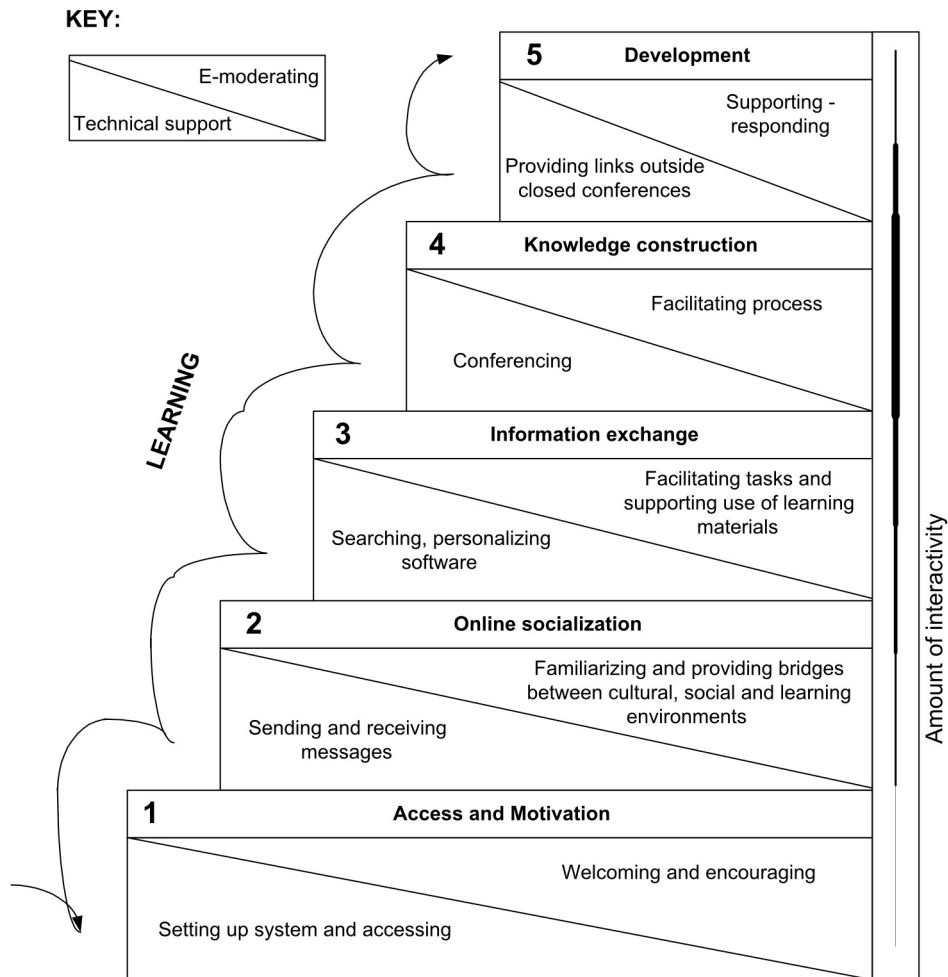 KEY:
E-moderating
Technical support
5 Development
Supporting -
responding
Providing links outside
closed conferences
4 Knowledge construction
Facilitating process
Conferencing
LEARNING
3 Information exchange
Facilitating tasks and
supporting use of learning
materials
Searching, personalizing
software
2 Online socialization
Familiarizing and providing bridges
between cultural, social and learning
environments
Sending and receiving
messages
1 Access and Motivation
Welcoming and encouraging
Setting up system and accessing
Amount of interactivity